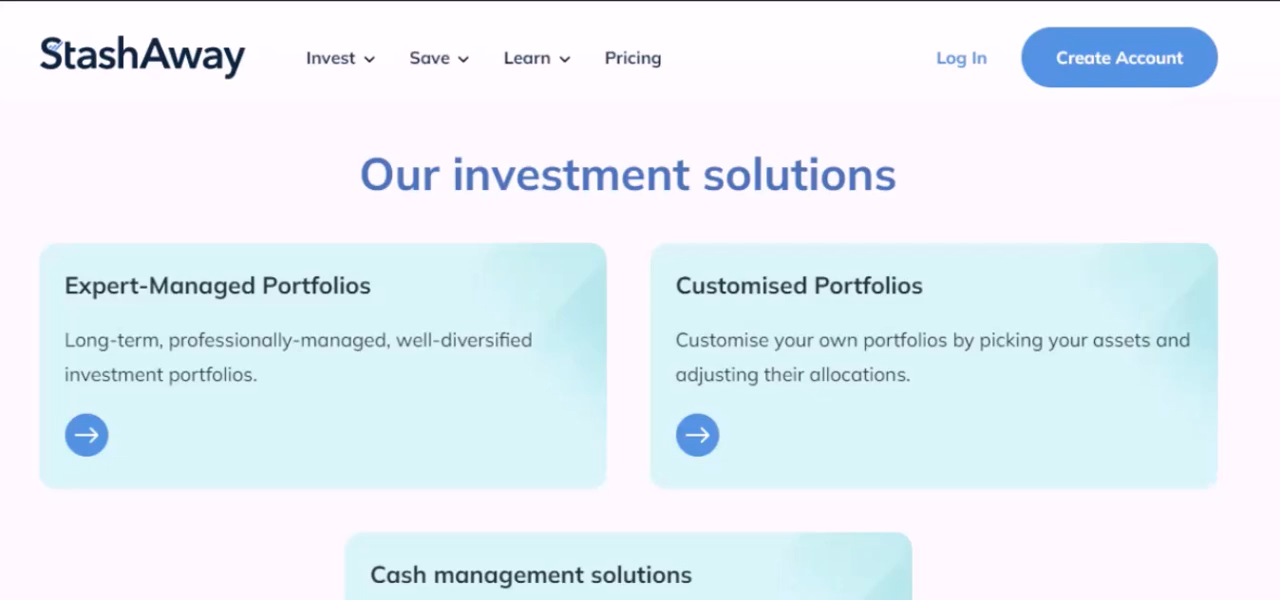 StashAway Invest Save Learn Pricing Log In Create Account
Our investment solutions
Expert-Managed Portfolios
Long-term, professionally-managed, well-diversified
investment portfolios.
Customised Portfolios
Customise your own portfolios by picking your assets and
adjusting their allocations.
Cash management solutions